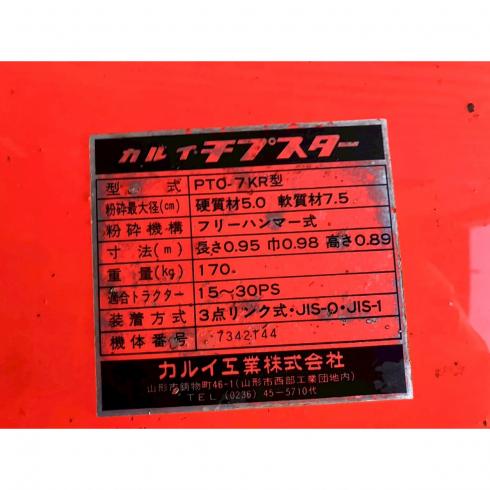 カルイ・チプスター
型 式 PTO-7KR型
粉砕最大径(cm) 硬質材5.0 軟質材7.5
粉砕機構 フリーハンマー式
寸法(m) 長さ0.95 巾0.98 高さ0.89
重量(kg) 170
適合トラクター 15〜30PS
装着方式 3点リンク式・JIS-0・JIS-1
機体番号 7342144
カルイ工業株式会社
山形市鋳物町46-1(山形市西部工業団地内)
TEL (0236) 45-5710代